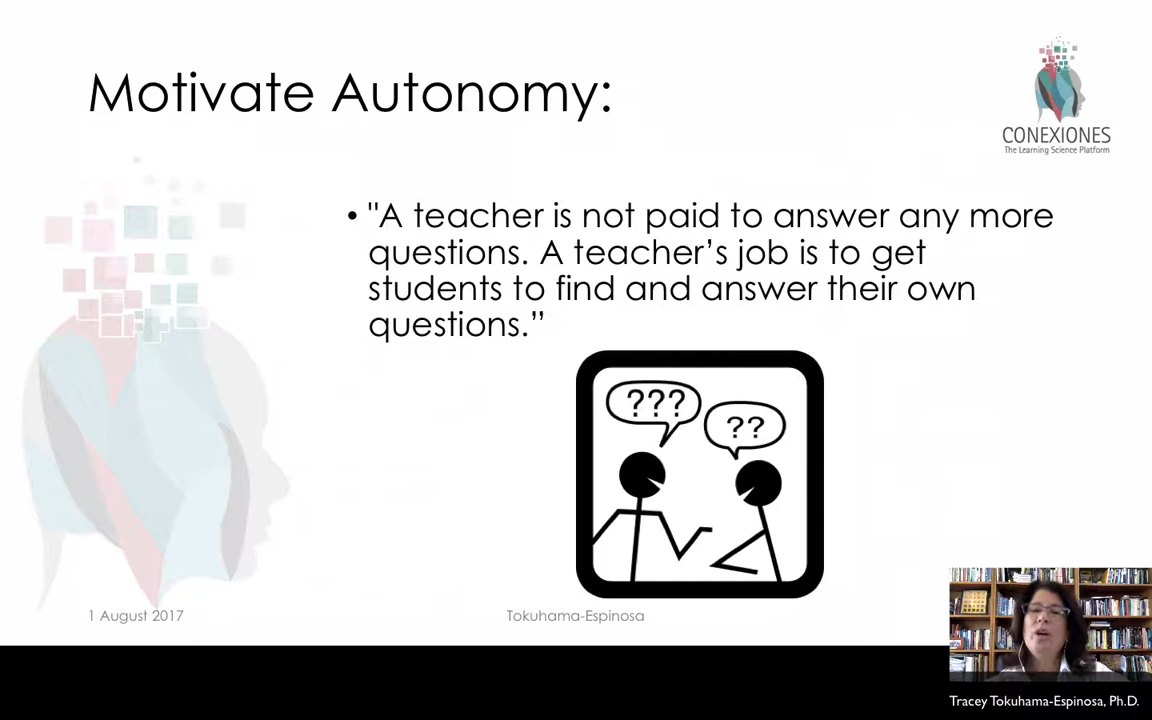 Motivate Autonomy:
CONEXIONES
The Learning Science Platform
• "A teacher is not paid to answer any more
questions. A teacher’s job is to get
students to find and answer their own
questions.”
???
??
1 August 2017
Tokuhama-Espinosa
Tracey Tokuhama-Espinosa, Ph.D.